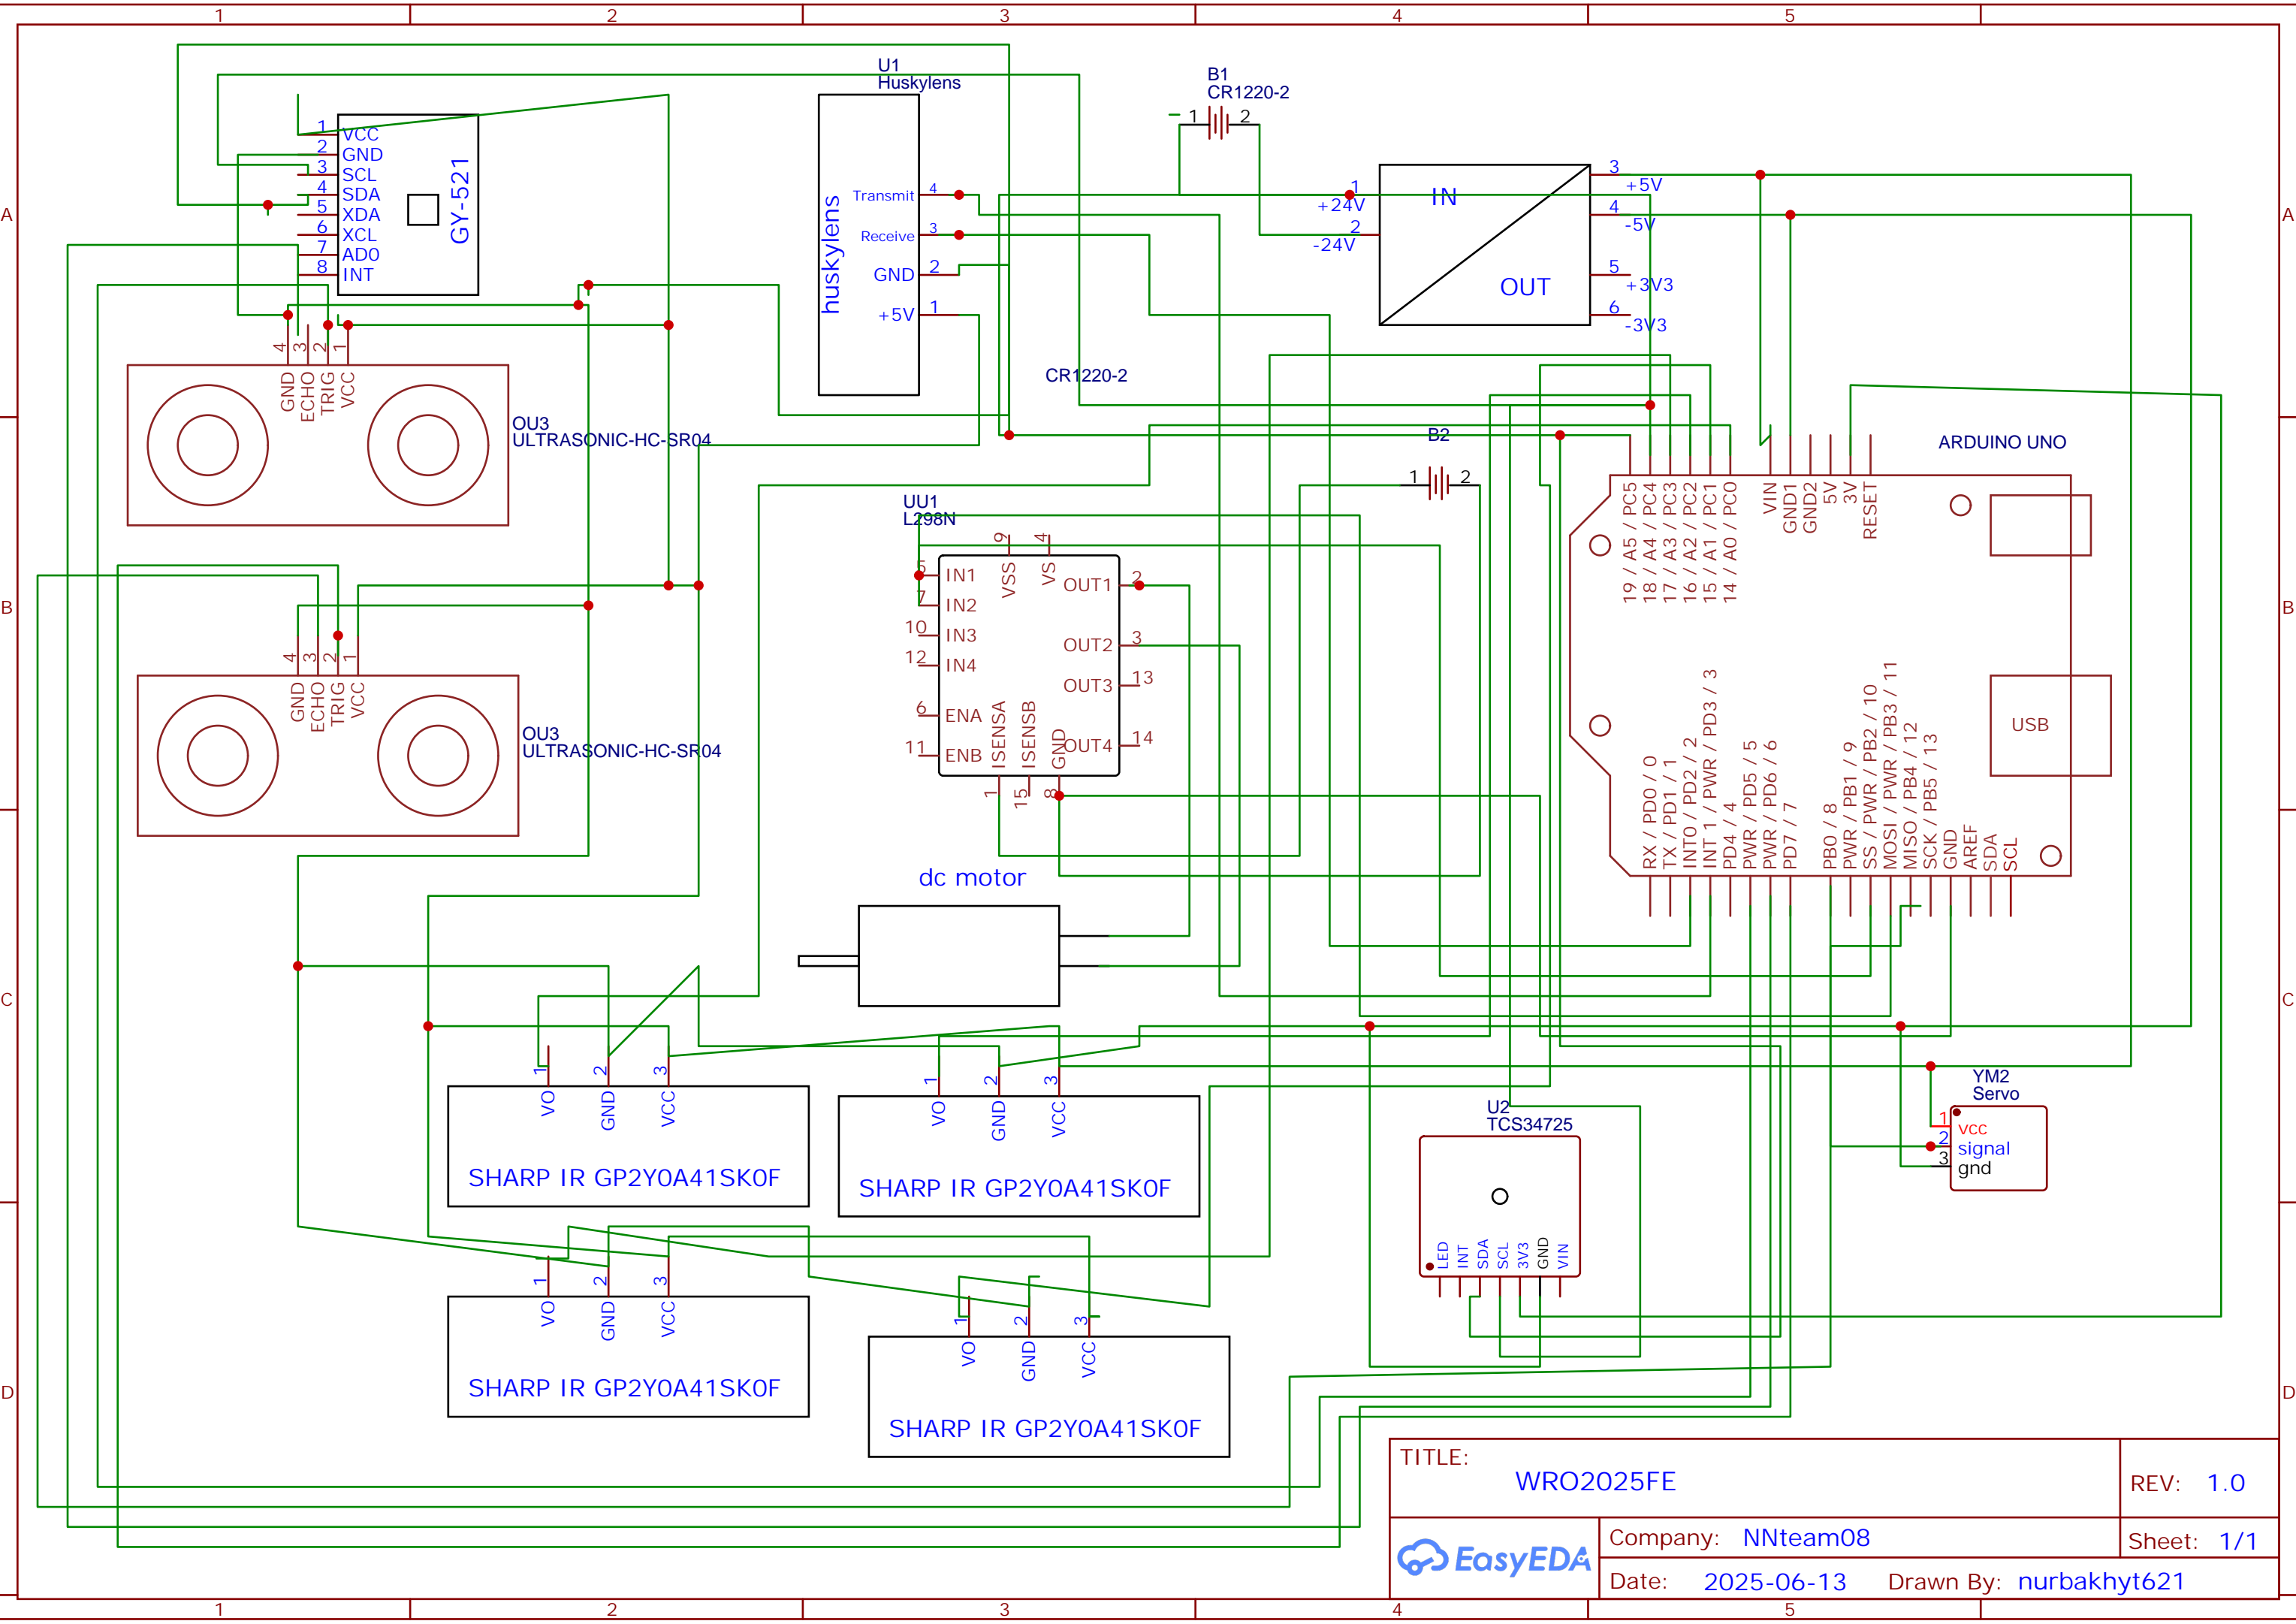 1
2
3
4
5
A
B
C
D
A
B
C
D
1
2
3
4
5
1 VCC
2 GND
3 SCL
4 SDA
5 XDA
6 XCL
7 AD0
8 INT
GY-521
U1
Huskylens
huskylens
Transmit 4
Receive 3
GND 2
+5V 1
B1
CR1220-2
1 2
1
+24V
2
-24V
IN
OUT
3
+5V
4
-5V
5
+3V3
6
-3V3
4 3 2 1
GND
ECHO
TRIG
VCC
OU3
ULTRASONIC-HC-SR04
4 3 2 1
GND
ECHO
TRIG
VCC
OU3
ULTRASONIC-HC-SR04
CR1220-2
B2
1 2
UU1
L298N
5 IN1
7 IN2
10 IN3
12 IN4
6 ENA
11 ENB
9 VSS
4 VS
OUT1 2
OUT2 3
OUT3 13
OUT4 14
ISENSA 1
ISENSB 15
GND 8
dc motor
ARDUINO UNO
19 / A5 / PC5
18 / A4 / PC4
17 / A3 / PC3
16 / A2 / PC2
15 / A1 / PC1
14 / A0 / PC0
VIN
GND1
GND2
5V
3V
RESET
USB
RX / PD0 / 0
TX / PD1 / 1
INT0 / PD2 / 2
INT 1 / PWR / PD3 / 3
PD4 / 4
PWR / PD5 / 5
PWR / PD6 / 6
PD7 / 7
PB0 / 8
PWR / PB1 / 9
SS / PWR / PB2 / 10
MOSI / PWR / PB3 / 11
MISO / PB4 / 12
SCK / PB5 / 13
GND
AREF
SDA
SCL
1 2 3
VO GND VCC
SHARP IR GP2Y0A41SK0F
1 2 3
VO GND VCC
SHARP IR GP2Y0A41SK0F
1 2 3
VO GND VCC
SHARP IR GP2Y0A41SK0F
1 2 3
VO GND VCC
SHARP IR GP2Y0A41SK0F
U2
TCS34725
LED
INT
SDA
SCL
3V3
GND
VIN
YM2
Servo
1 vcc
2 signal
3 gnd
TITLE:
WRO2025FE
REV: 1.0
EasyEDA
Company: NNteam08
Sheet: 1/1
Date: 2025-06-13 Drawn By: nurbakhyt621